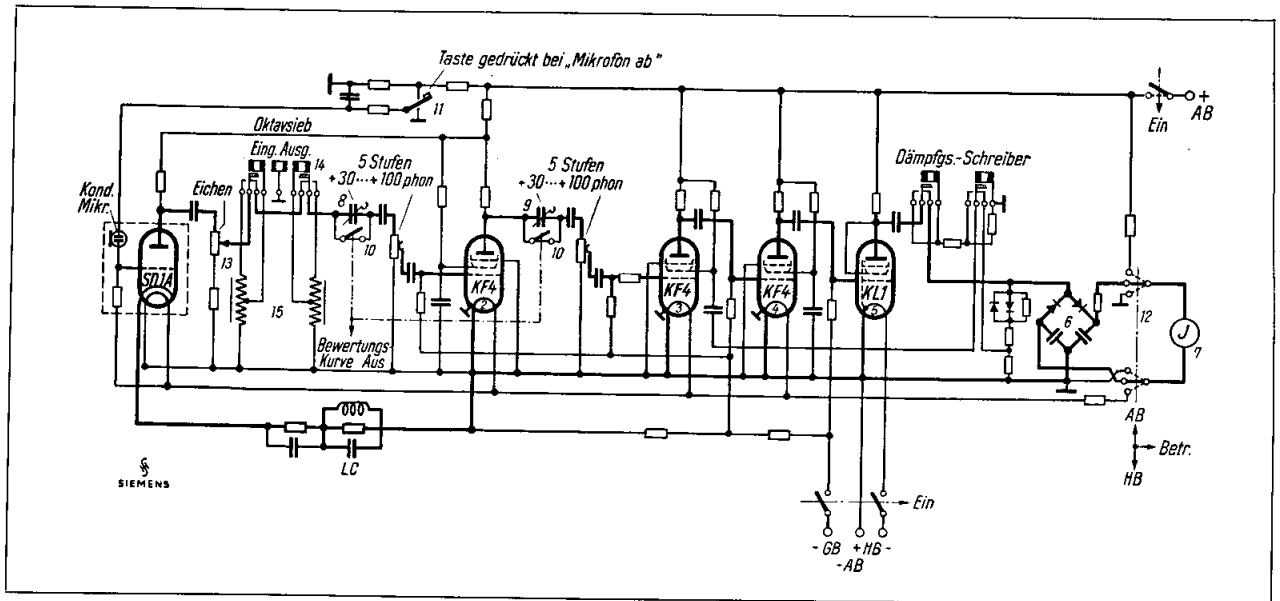 Taste gedrückt bei „Mikrofon ab"
11
+
AB
Ein
Oktavsieb
Eing. Ausg.
14
Kond.
Mikr.
Eichen
5 Stufen
+30···+100 phon
8
5 Stufen
+30···+100 phon
9
Dämpfgs.-Schreiber
10
10
13
SD1A
KF4
2
KF4
3
KF4
4
KL1
5
15
6
12
J
7
Bewertungs-
Kurve Aus
AB
Betr.
HB
LC
SIEMENS
Ein
- GB + HB -
- AB